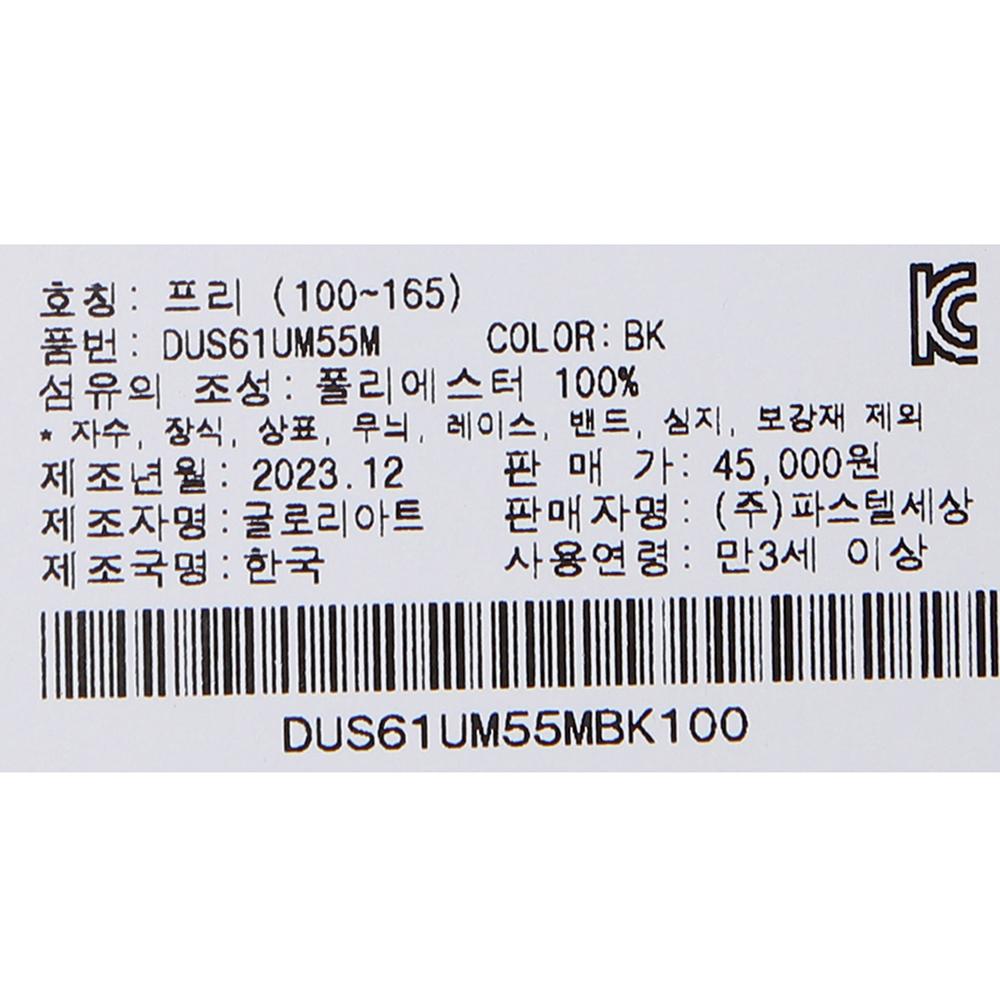 호칭: 프리 (100~165)
품번: DUS61UM55M COLOR: BK
섬유의 조성: 폴리에스터 100%
* 자수, 장식, 상표, 무늬, 레이스, 밴드, 심지, 보강재 제외
제조년월: 2023.12 판 매 가: 45,000원
제조자명: 글로리아트 판매자명: (주)파스텔세상
제조국명: 한국 사용연령: 만3세 이상
DUS61UM55MBK100
KC